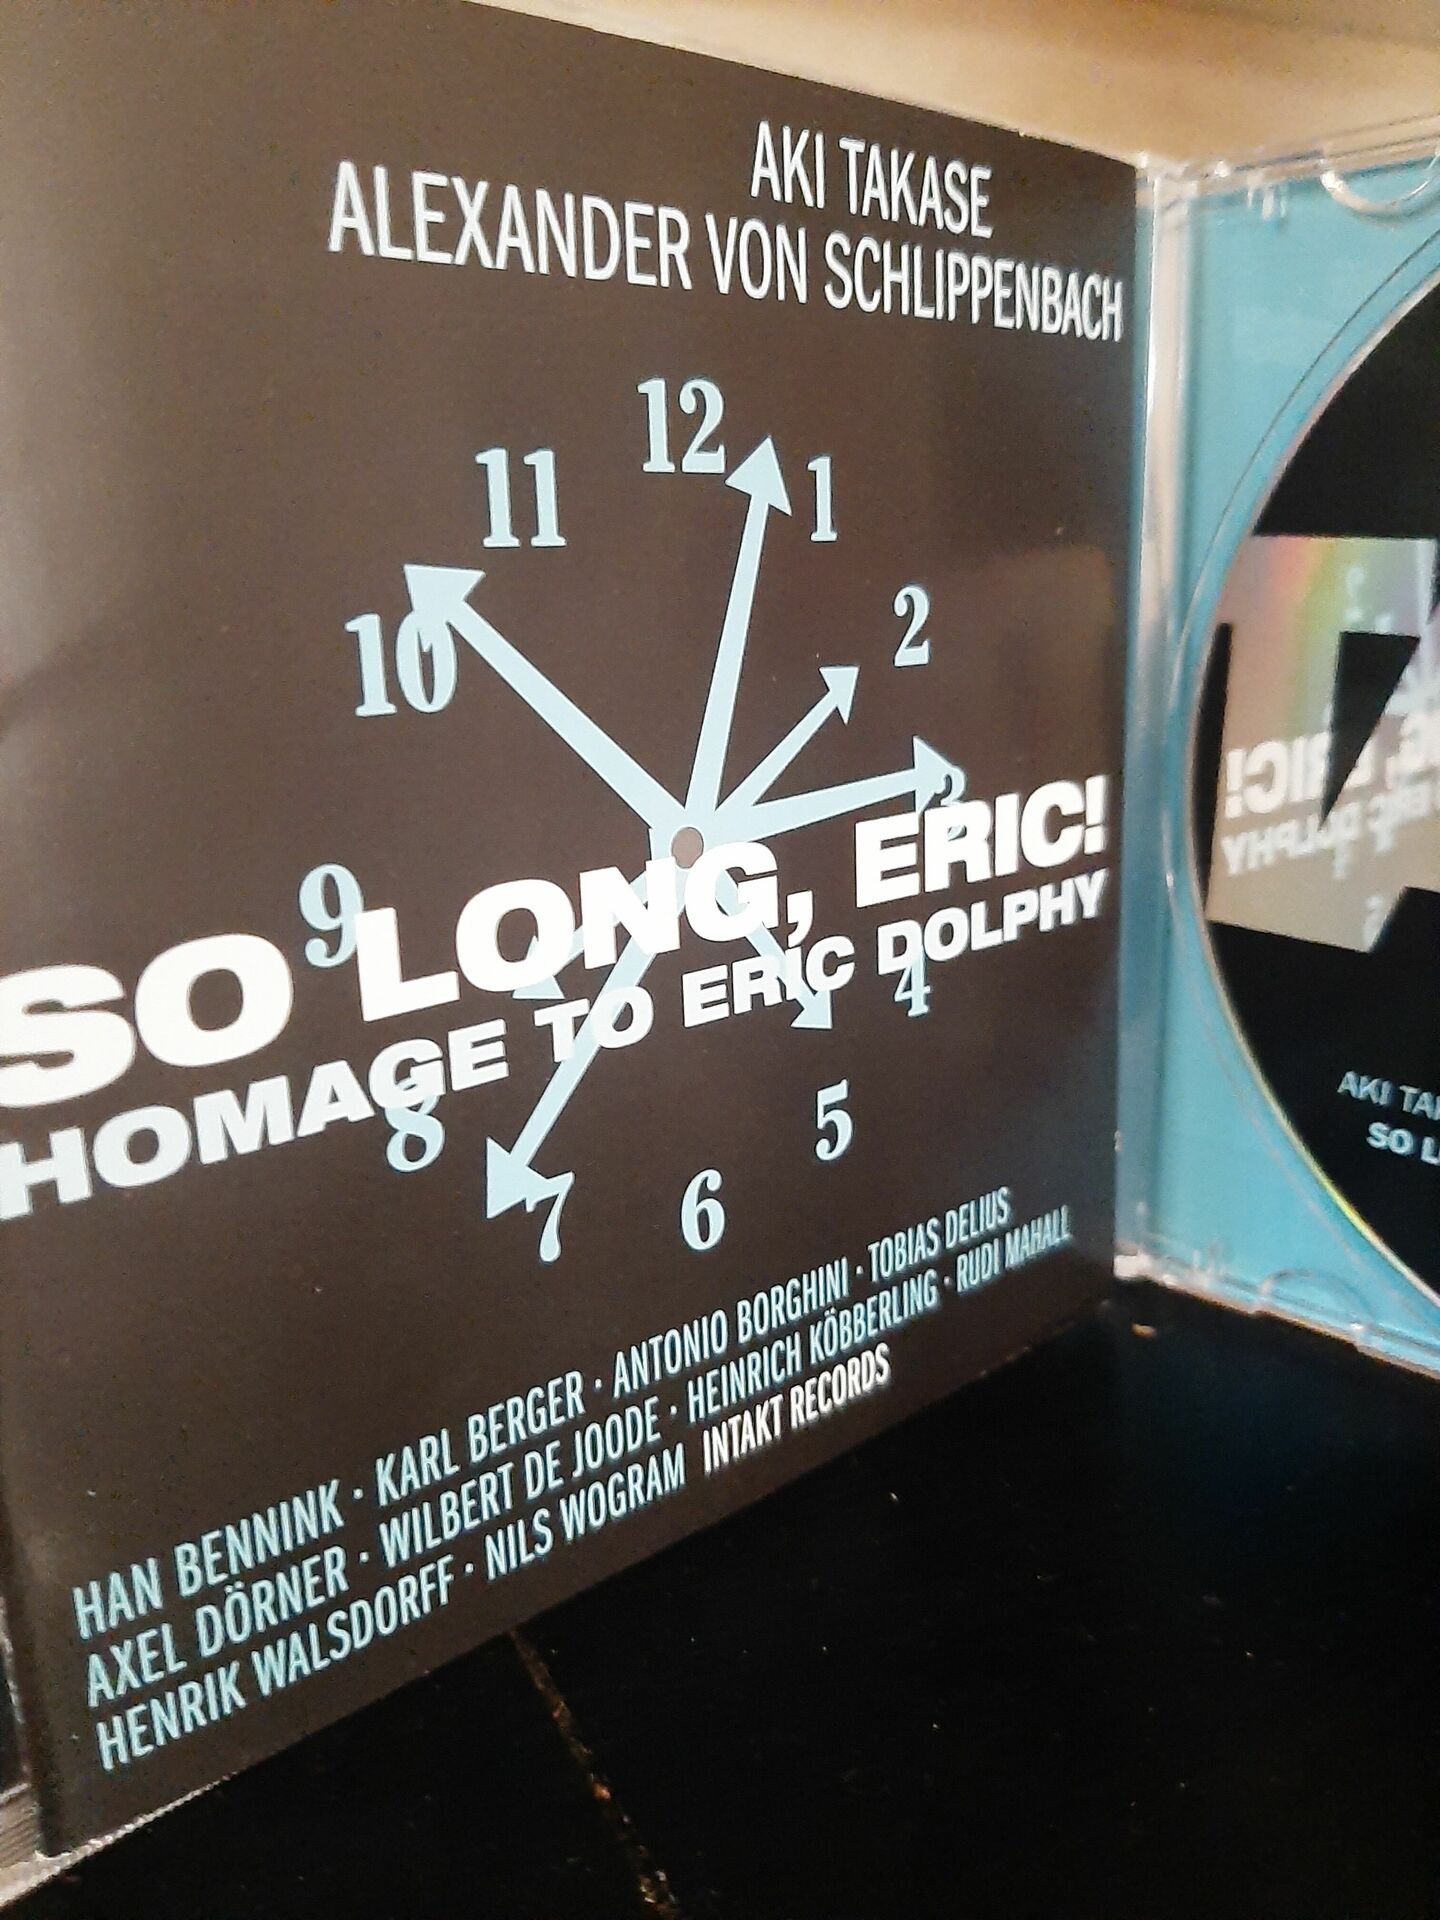 AKI TAKASE
ALEXANDER VON SCHLIPPENBACH
12
11
1
2
10
3
9
4
8
5
7
6
SO LONG, ERIC!
HOMAGE TO ERIC DOLPHY
HAN BENNINK · KARL BERGER · ANTONIO BORGHINI · TOBIAS DELIUS
AXEL DÖRNER · WILBERT DE JOODE · HEINRICH KÖBBERLING · RUDI MAHALL
HENRIK WALSDORFF · NILS WOGRAM INTAKT RECORDS
AKI TAK
SO L